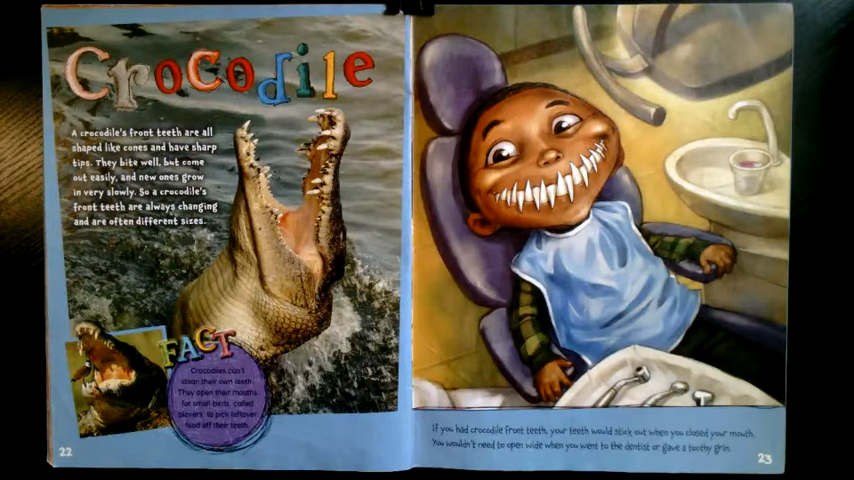 Crocodile
A crocodile's front teeth are all
shaped like cones and have sharp
tips. They bite well, but come
out easily, and new ones grow
in very slowly. So a crocodile's
front teeth are always changing
and are often different sizes.
FACT
Crocodiles can't
clean their own teeth.
They open their mouths
for small birds, called
plovers, to pick leftover
food off their teeth.
22
If you had crocodile front teeth, your teeth would stick out when you closed your mouth.
You wouldn't need to open wide when you went to the dentist or gave a toothy grin.
23